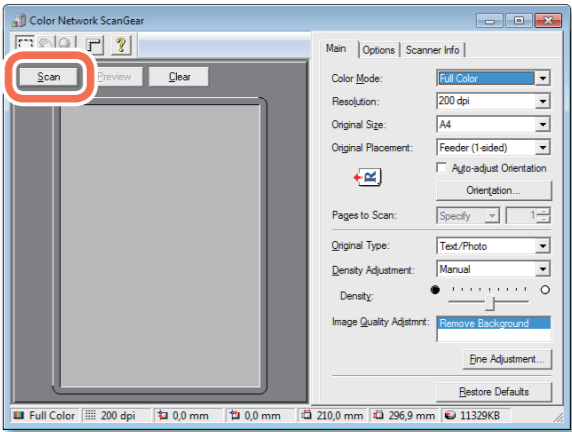 Color Network ScanGear
Scan Preview Clear
Main Options Scanner Info
Color Mode: Full Color
Resolution: 200 dpi
Original Size: A4
Original Placement: Feeder (1-sided)
Auto-adjust Orientation
R
Orientation...
Pages to Scan: Specify 1
Original Type: Text/Photo
Density Adjustment: Manual
Density:
Image Quality Adjstmnt: Remove Background
Fine Adjustment...
Restore Defaults
Full Color 200 dpi 0,0 mm 0,0 mm 210,0 mm 296,9 mm 11329KB